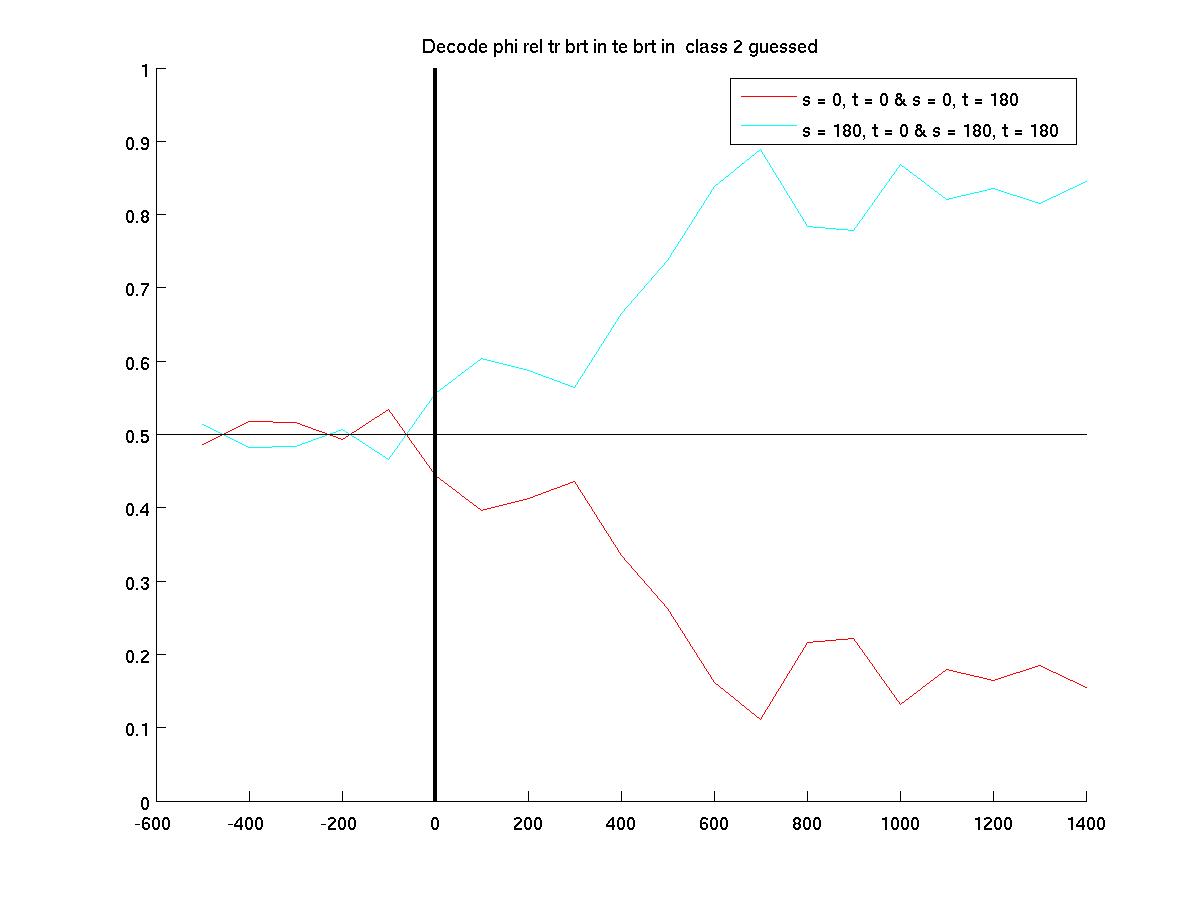 Decode phi rel tr brt in te brt in  class 2 guessed
s = 0, t = 0 & s = 0, t = 180
s = 180, t = 0 & s = 180, t = 180
1
0.9
0.8
0.7
0.6
0.5
0.4
0.3
0.2
0.1
0
-600 -400 -200 0 200 400 600 800 1000 1200 1400